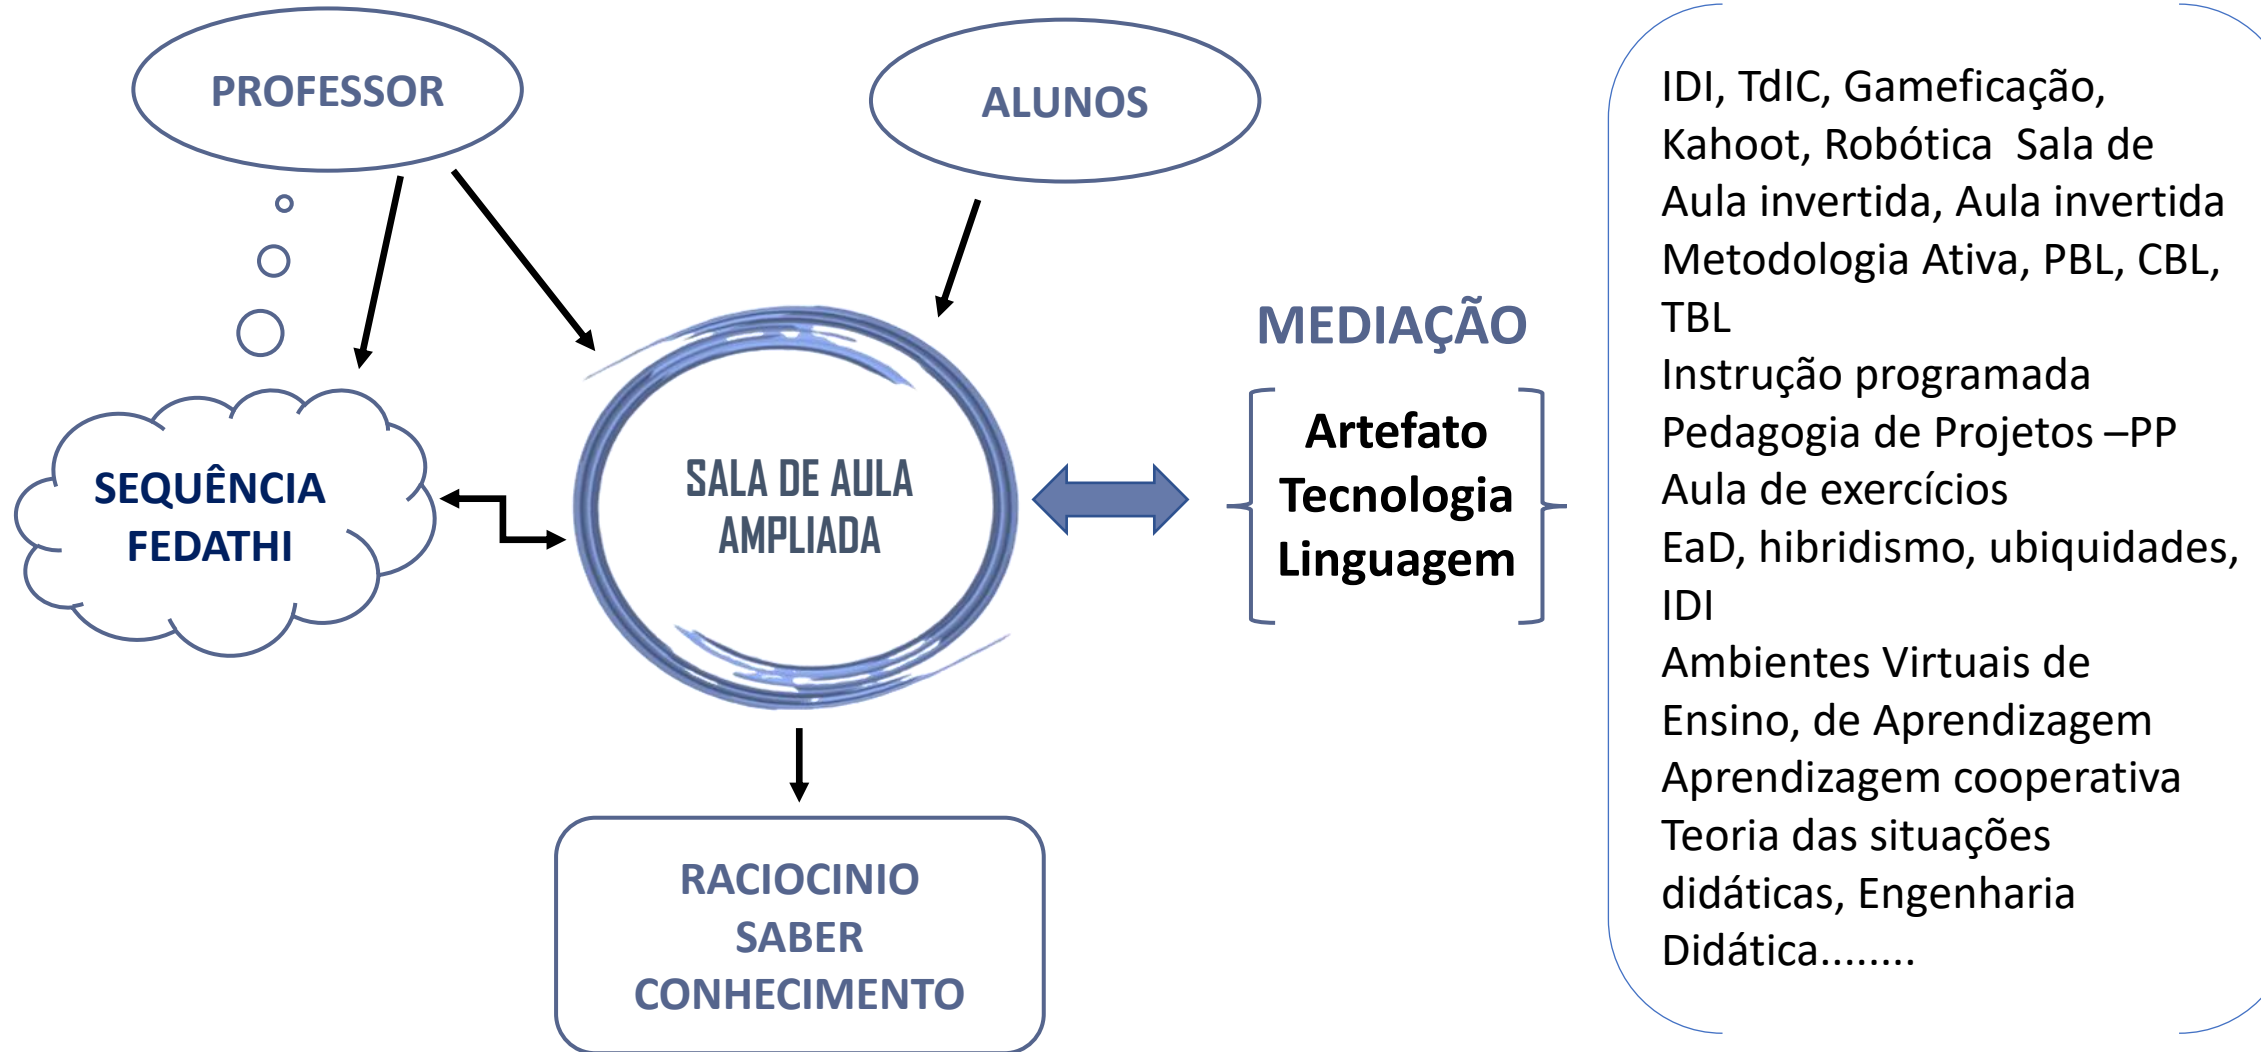 PROFESSOR
ALUNOS
SEQUÊNCIA
FEDATHI
SALA DE AULA
AMPLIADA
MEDIAÇÃO
Artefato
Tecnologia
Linguagem
RACIOCINIO
SABER
CONHECIMENTO
IDI, TdIC, Gameficação,
Kahoot, Robótica  Sala de
Aula invertida, Aula invertida
Metodologia Ativa, PBL, CBL,
TBL
Instrução programada
Pedagogia de Projetos –PP
Aula de exercícios
EaD, hibridismo, ubiquidades,
IDI
Ambientes Virtuais de
Ensino, de Aprendizagem
Aprendizagem cooperativa
Teoria das situações
didáticas, Engenharia
Didática........